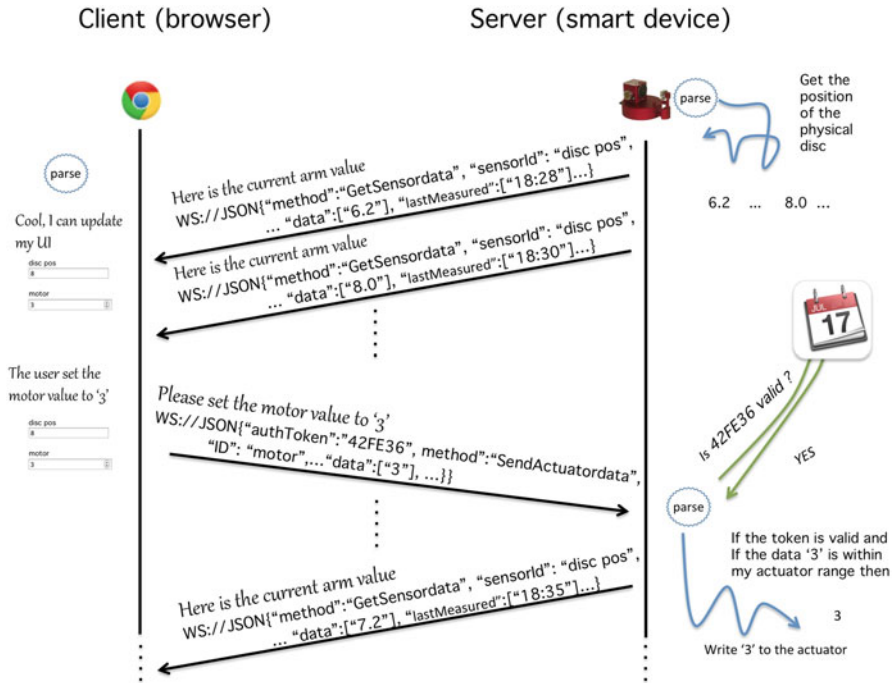 Client (browser)
Server (smart device)
parse
Get the
position
of the
physical
disc
6.2 ... 8.0 ...
parse
Cool, I can update
my UI
disc pos
8
motor
3
Here is the current arm value
WS://JSON{“method”:“GetSensordata”, “sensorId”: “disc pos”,
... “data”:[“6.2”], “lastMeasured”:[“18:28”]...}
Here is the current arm value
WS://JSON{“method”:“GetSensordata”, “sensorId”: “disc pos”,
... “data”:[“8.0”], “lastMeasured”:[“18:30”]...}
JUL
17
The user set the
motor value to ‘3’
disc pos
8
motor
3
Please set the motor value to ‘3’
WS://JSON{“authToken”:”42FE36”, method”:“SendActuatordata”,
“ID”: “motor”,... “data”:[“3”], ...}}
Is 42FE36 valid ?
YES
parse
If the token is valid and
If the data ‘3’ is within
my actuator range then
3
Write ‘3’ to the actuator
Here is the current arm value
WS://JSON{“method”:“GetSensordata”, “sensorId”: “disc pos”,
... “data”:[“7.2”], “lastMeasured”:[“18:35”]...}